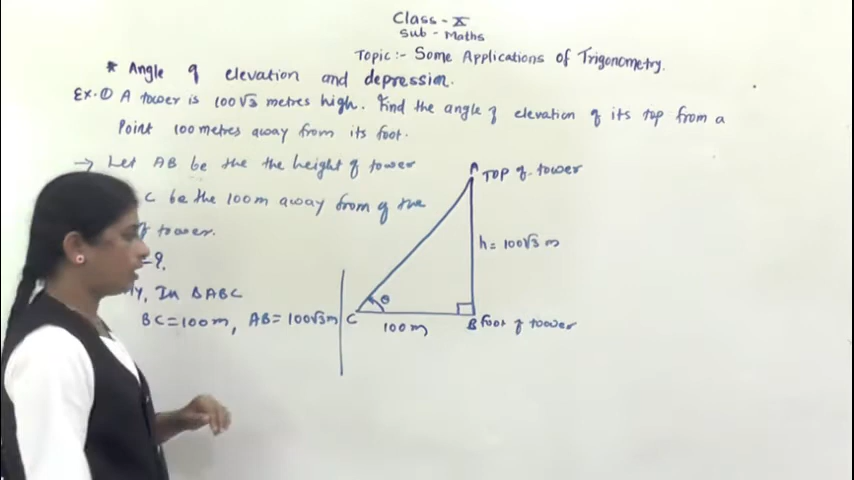 Class - X
Sub - Maths
Topic:- Some Applications of Trigonometry.
* Angle of elevation and depression.
Ex.① A tower is 100√3 metres high. Find the angle of elevation of its top from a
Point 100 metres away from its foot.
→ Let AB be the the height of tower
C be the 100m away from of the
of tower.
=?
In ΔABC
BC=100m, AB=100√3m
A Top of tower
h=100√3 m
θ
C
100m
B foot of tower